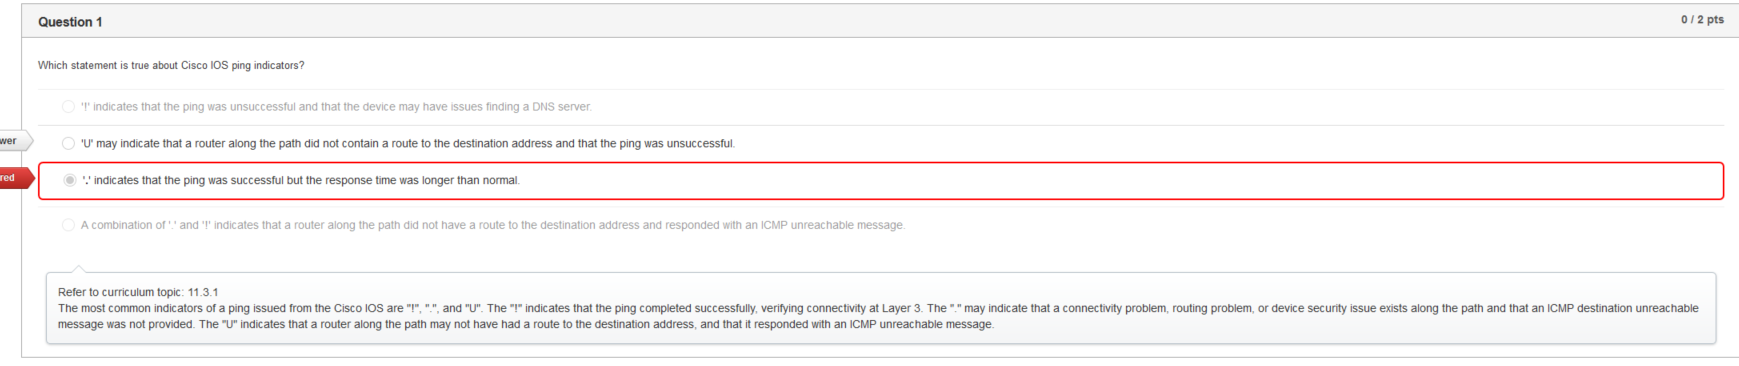 Question 1
0 / 2 pts
Which statement is true about Cisco IOS ping indicators?
'!' indicates that the ping was unsuccessful and that the device may have issues finding a DNS server.
wer
'U' may indicate that a router along the path did not contain a route to the destination address and that the ping was unsuccessful.
red
'.' indicates that the ping was successful but the response time was longer than normal.
A combination of '.' and '!' indicates that a router along the path did not have a route to the destination address and responded with an ICMP unreachable message.
Refer to curriculum topic: 11.3.1
The most common indicators of a ping issued from the Cisco IOS are "!", ".", and "U". The "!" indicates that the ping completed successfully, verifying connectivity at Layer 3. The "." may indicate that a connectivity problem, routing problem, or device security issue exists along the path and that an ICMP destination unreachable
message was not provided. The "U" indicates that a router along the path may not have had a route to the destination address, and that it responded with an ICMP unreachable message.